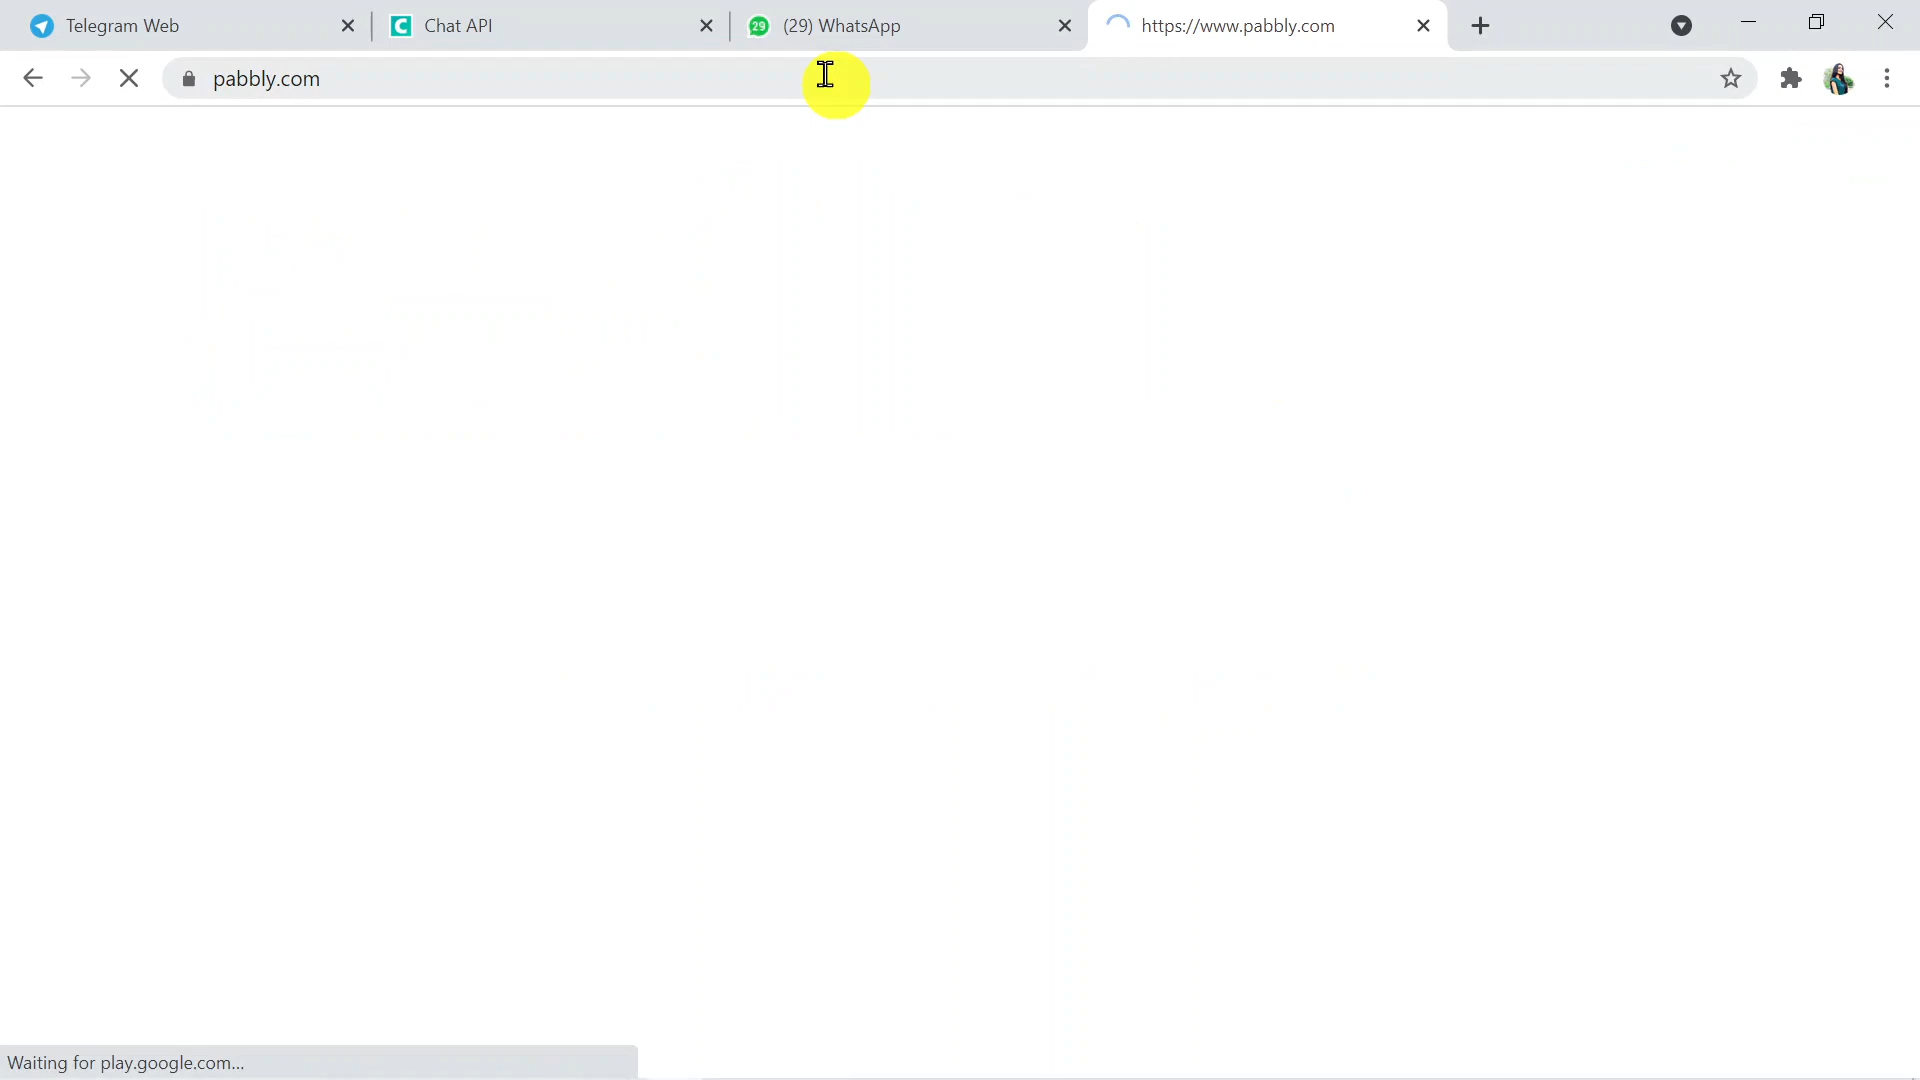 Telegram Web
Chat API
29
(29) WhatsApp
https://www.pabbly.com
pabbly.com
Waiting for play.google.com...